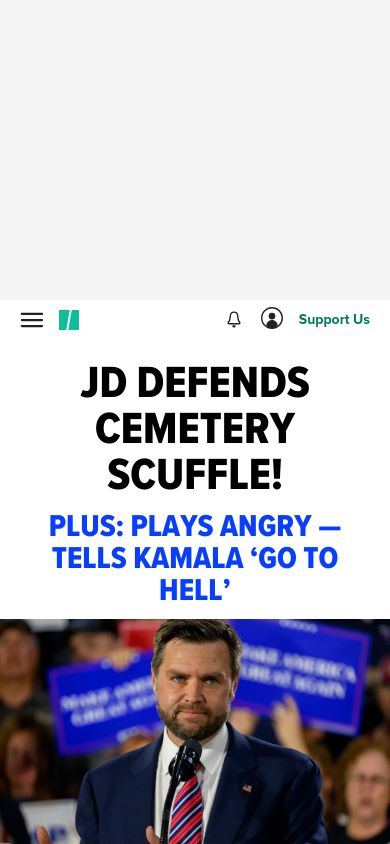 Support Us
JD DEFENDS
CEMETERY
SCUFFLE!
PLUS: PLAYS ANGRY —
TELLS KAMALA ‘GO TO
HELL’
MAKE AMERICA
GREAT AGAIN
MAKE AMERICA
GREAT AGAIN